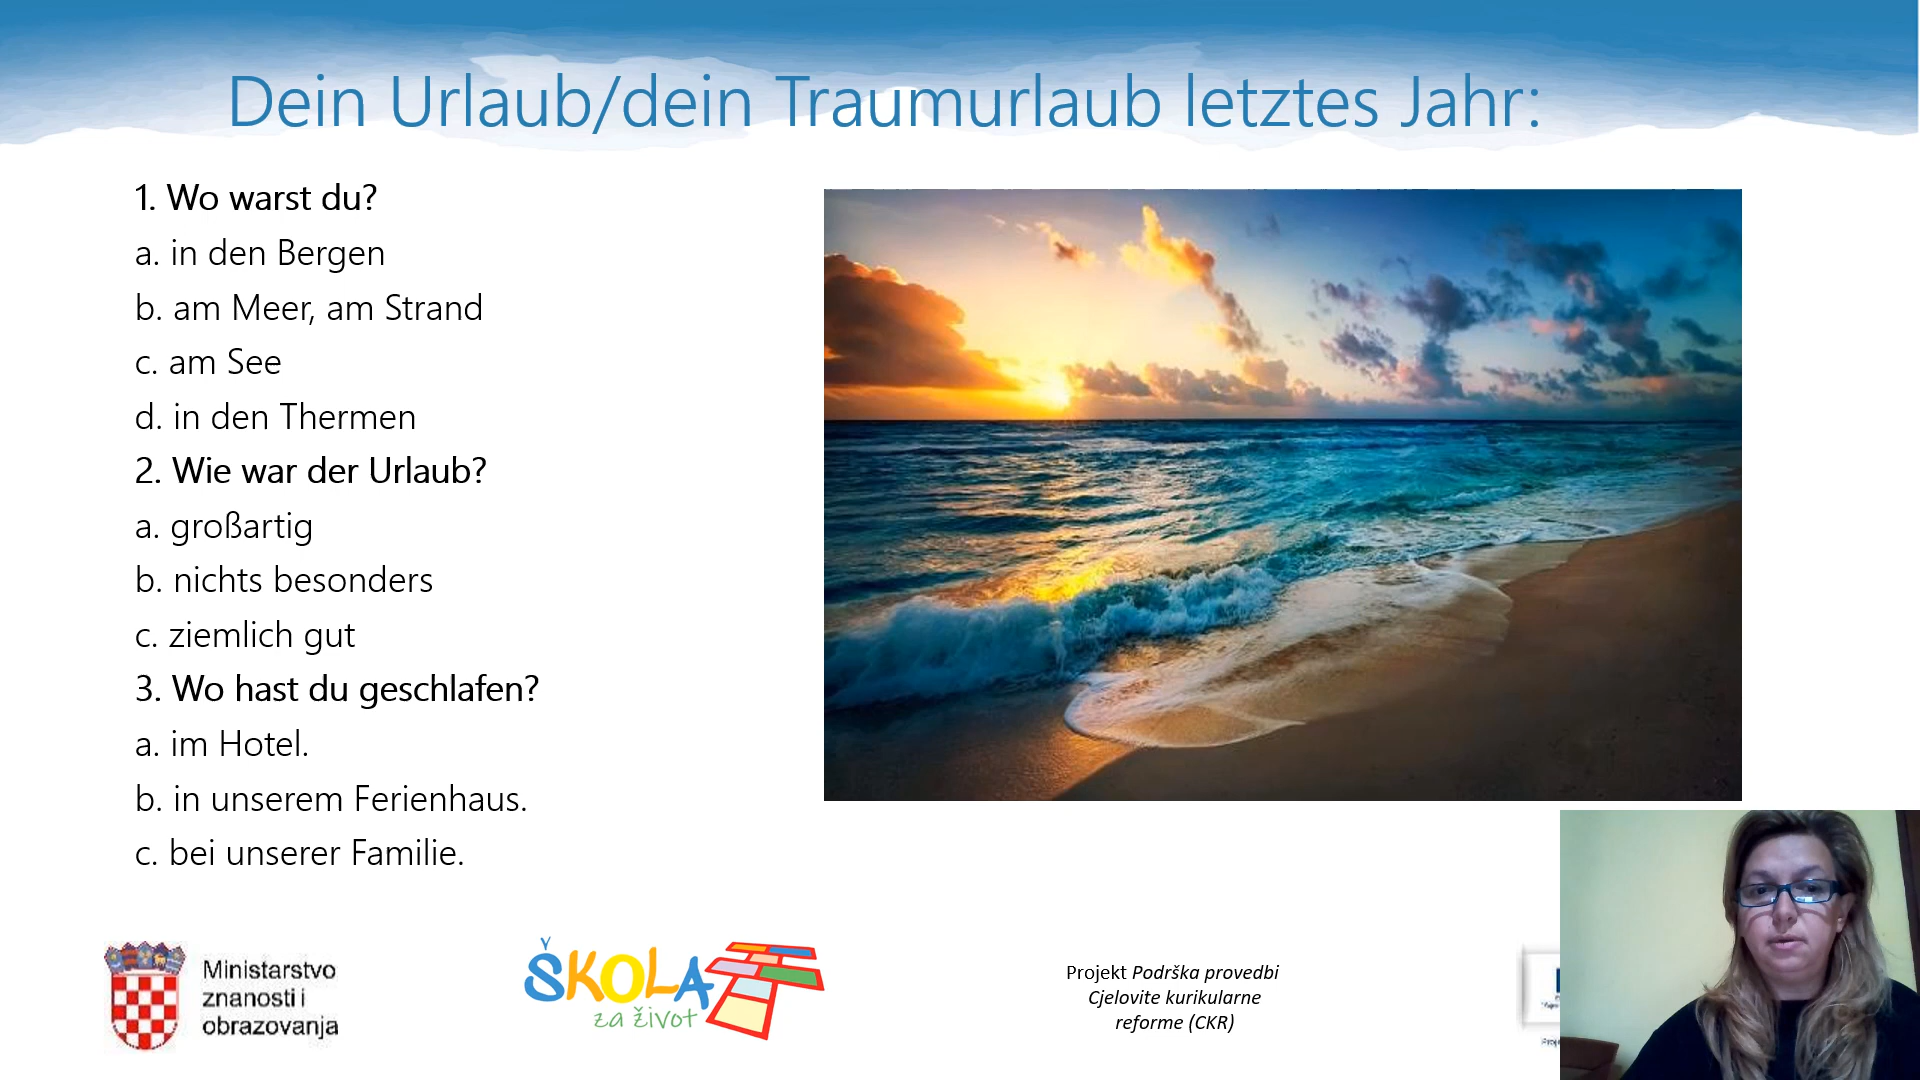 Dein Urlaub/dein Traumurlaub letztes Jahr:
1. Wo warst du?
a. in den Bergen
b. am Meer, am Strand
c. am See
d. in den Thermen
2. Wie war der Urlaub?
a. großartig
b. nichts besonders
c. ziemlich gut
3. Wo hast du geschlafen?
a. im Hotel.
b. in unserem Ferienhaus.
c. bei unserer Familie.
Ministarstvo
znanosti i
obrazovanja
ŠKOLA
za život
Projekt Podrška provedbi
Cjelovite kurikularne
reforme (CKR)